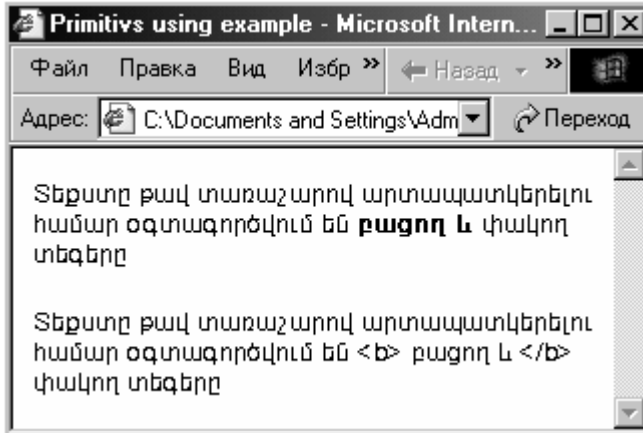 Primitivs using example - Microsoft Intern...
Файл Правка Вид Избр » Назад »
Адрес: C:\Documents and Settings\Adm Переход
Տեքստը թավ տառաշարով արտապատկերելու
համար օգտագործվում են բացող և փակող
տեգերը
Տեքստը թավ տառաշարով արտապատկերելու
համար օգտագործվում են <b> բացող և </b>
փակող տեգերը